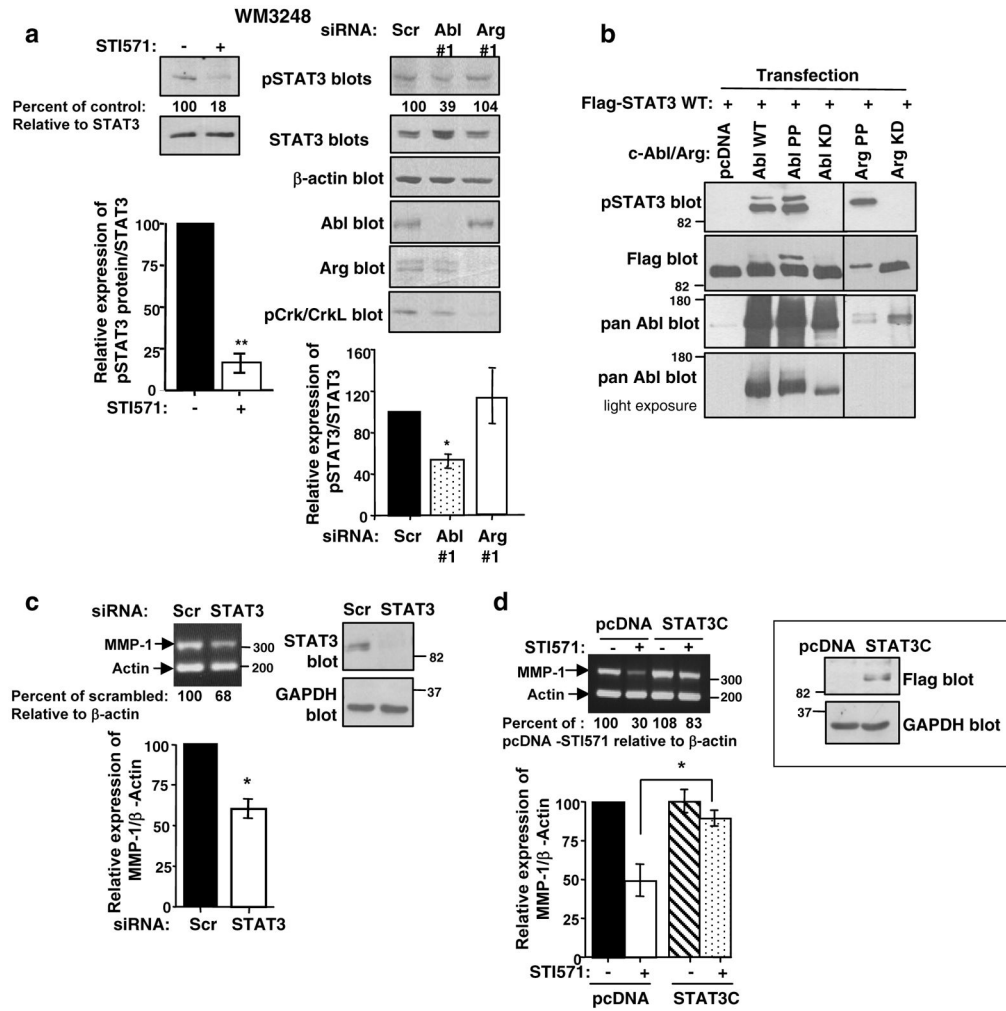 WM3248
a
STI571: - +
Percent of control: 100 18
Relative to STAT3
siRNA: Scr Abl #1 Arg #1
pSTAT3 blots
100 39 104
STAT3 blots
β-actin blot
Abl blot
Arg blot
pCrk/CrkL blot
Relative expression of
pSTAT3 protein/STAT3
100
75
50
25
0
**
STI571: - +
Relative expression of
pSTAT3/STAT3
160
120
80
40
0
*
siRNA: Scr Abl #1 Arg #1
b
Transfection
Flag-STAT3 WT: + + + + + +
c-Abl/Arg: pcDNA Abl WT Abl PP Abl KD Arg PP Arg KD
pSTAT3 blot
82
Flag blot
82
180
pan Abl blot
180
pan Abl blot
light exposure
c
siRNA: Scr STAT3
MMP-1
300
Actin
200
Percent of scrambled: 100 68
Relative to β-actin
Scr STAT3
STAT3 blot
82
37
GAPDH blot
Relative expression of
MMP-1/β -Actin
100
75
50
25
0
*
siRNA: Scr STAT3
d
pcDNA STAT3C
STI571: - + - +
MMP-1
300
Actin
200
Percent of : 100 30 108 83
pcDNA -STI571 relative to β-actin
pcDNA STAT3C
Flag blot
82
37
GAPDH blot
Relative expression of
MMP-1/β -Actin
100
75
50
25
0
*
STI571: - + - +
pcDNA STAT3C